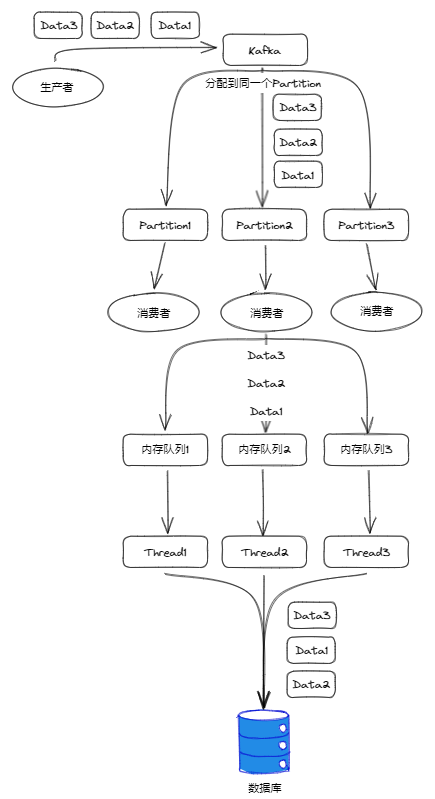 Data3 Data2 Data1
Kafka
生产者
分配到同一个Partition
Data3
Data2
Data1
Partition1 Partition2 Partition3
消费者 消费者 消费者
Data3
Data2
Data1
内存队列1 内存队列2 内存队列3
Thread1 Thread2 Thread3
Data3
Data1
Data2
数据库